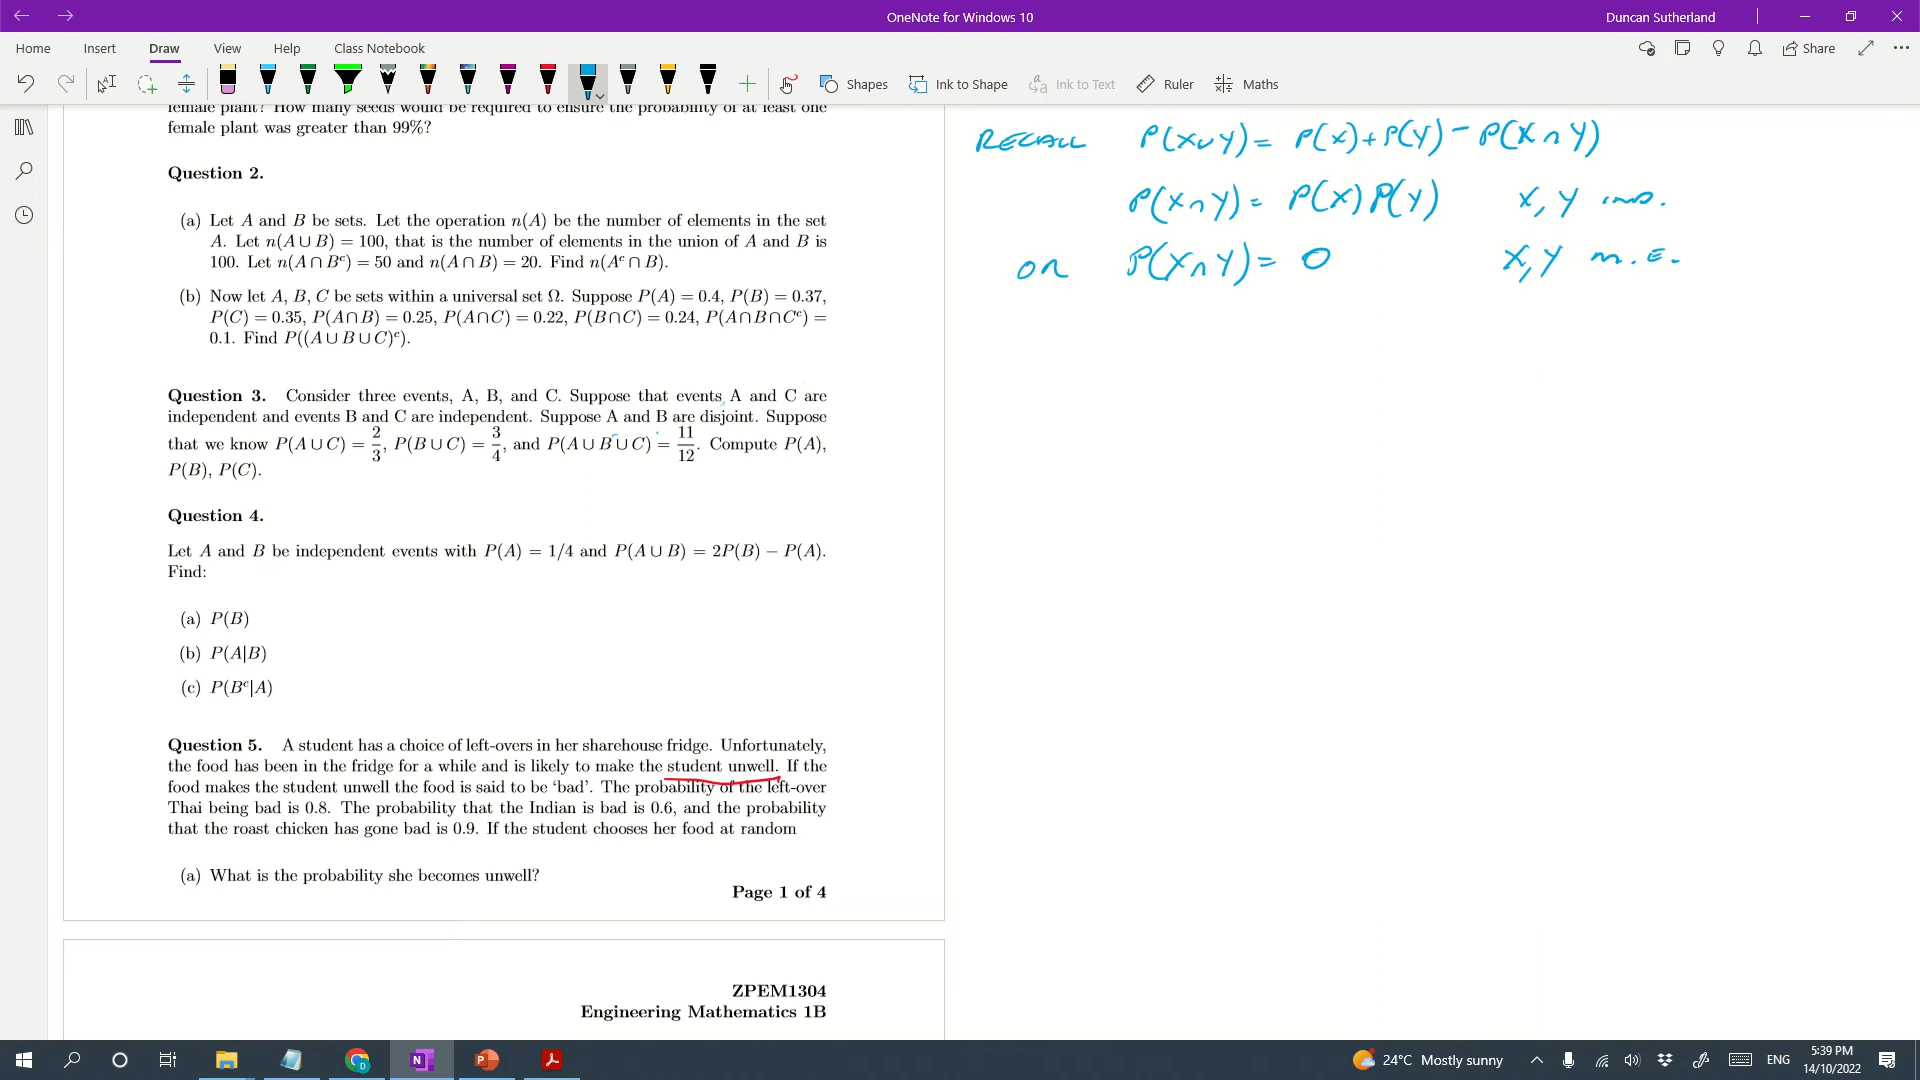 OneNote for Windows 10
Duncan Sutherland
Home Insert Draw View Help Class Notebook
Share
Shapes Ink to Shape Ink to Text Ruler Maths
female plant? How many seeds would be required to ensure the probability of at least one
female plant was greater than 99%?
Question 2.
(a) Let A and B be sets. Let the operation n(A) be the number of elements in the set
A. Let n(A ∪ B) = 100, that is the number of elements in the union of A and B is
100. Let n(A ∩ Bᶜ) = 50 and n(A ∩ B) = 20. Find n(Aᶜ ∩ B).
(b) Now let A, B, C be sets within a universal set Ω. Suppose P(A) = 0.4, P(B) = 0.37,
P(C) = 0.35, P(A∩B) = 0.25, P(A∩C) = 0.22, P(B∩C) = 0.24, P(A∩B∩Cᶜ) =
0.1. Find P((A ∪ B ∪ C)ᶜ).
Question 3. Consider three events, A, B, and C. Suppose that events A and C are
independent and events B and C are independent. Suppose A and B are disjoint. Suppose
that we know P(A ∪ C) = 2/3, P(B ∪ C) = 3/4, and P(A ∪ B ∪ C) = 11/12. Compute P(A),
P(B), P(C).
Question 4.
Let A and B be independent events with P(A) = 1/4 and P(A ∪ B) = 2P(B) − P(A).
Find:
(a) P(B)
(b) P(A|B)
(c) P(Bᶜ|A)
Question 5. A student has a choice of left-overs in her sharehouse fridge. Unfortunately,
the food has been in the fridge for a while and is likely to make the student unwell. If the
food makes the student unwell the food is said to be ‘bad’. The probability of the left-over
Thai being bad is 0.8. The probability that the Indian is bad is 0.6, and the probability
that the roast chicken has gone bad is 0.9. If the student chooses her food at random
(a) What is the probability she becomes unwell?
Page 1 of 4
ZPEM1304
Engineering Mathematics 1B
RECALL P(X∪Y) = P(X)+P(Y) − P(X∩Y)
P(X∩Y) = P(X)P(Y) X, Y IND.
OR P(X∩Y) = 0 X, Y M.E.
24°C Mostly sunny
ENG
5:39 PM
14/10/2022